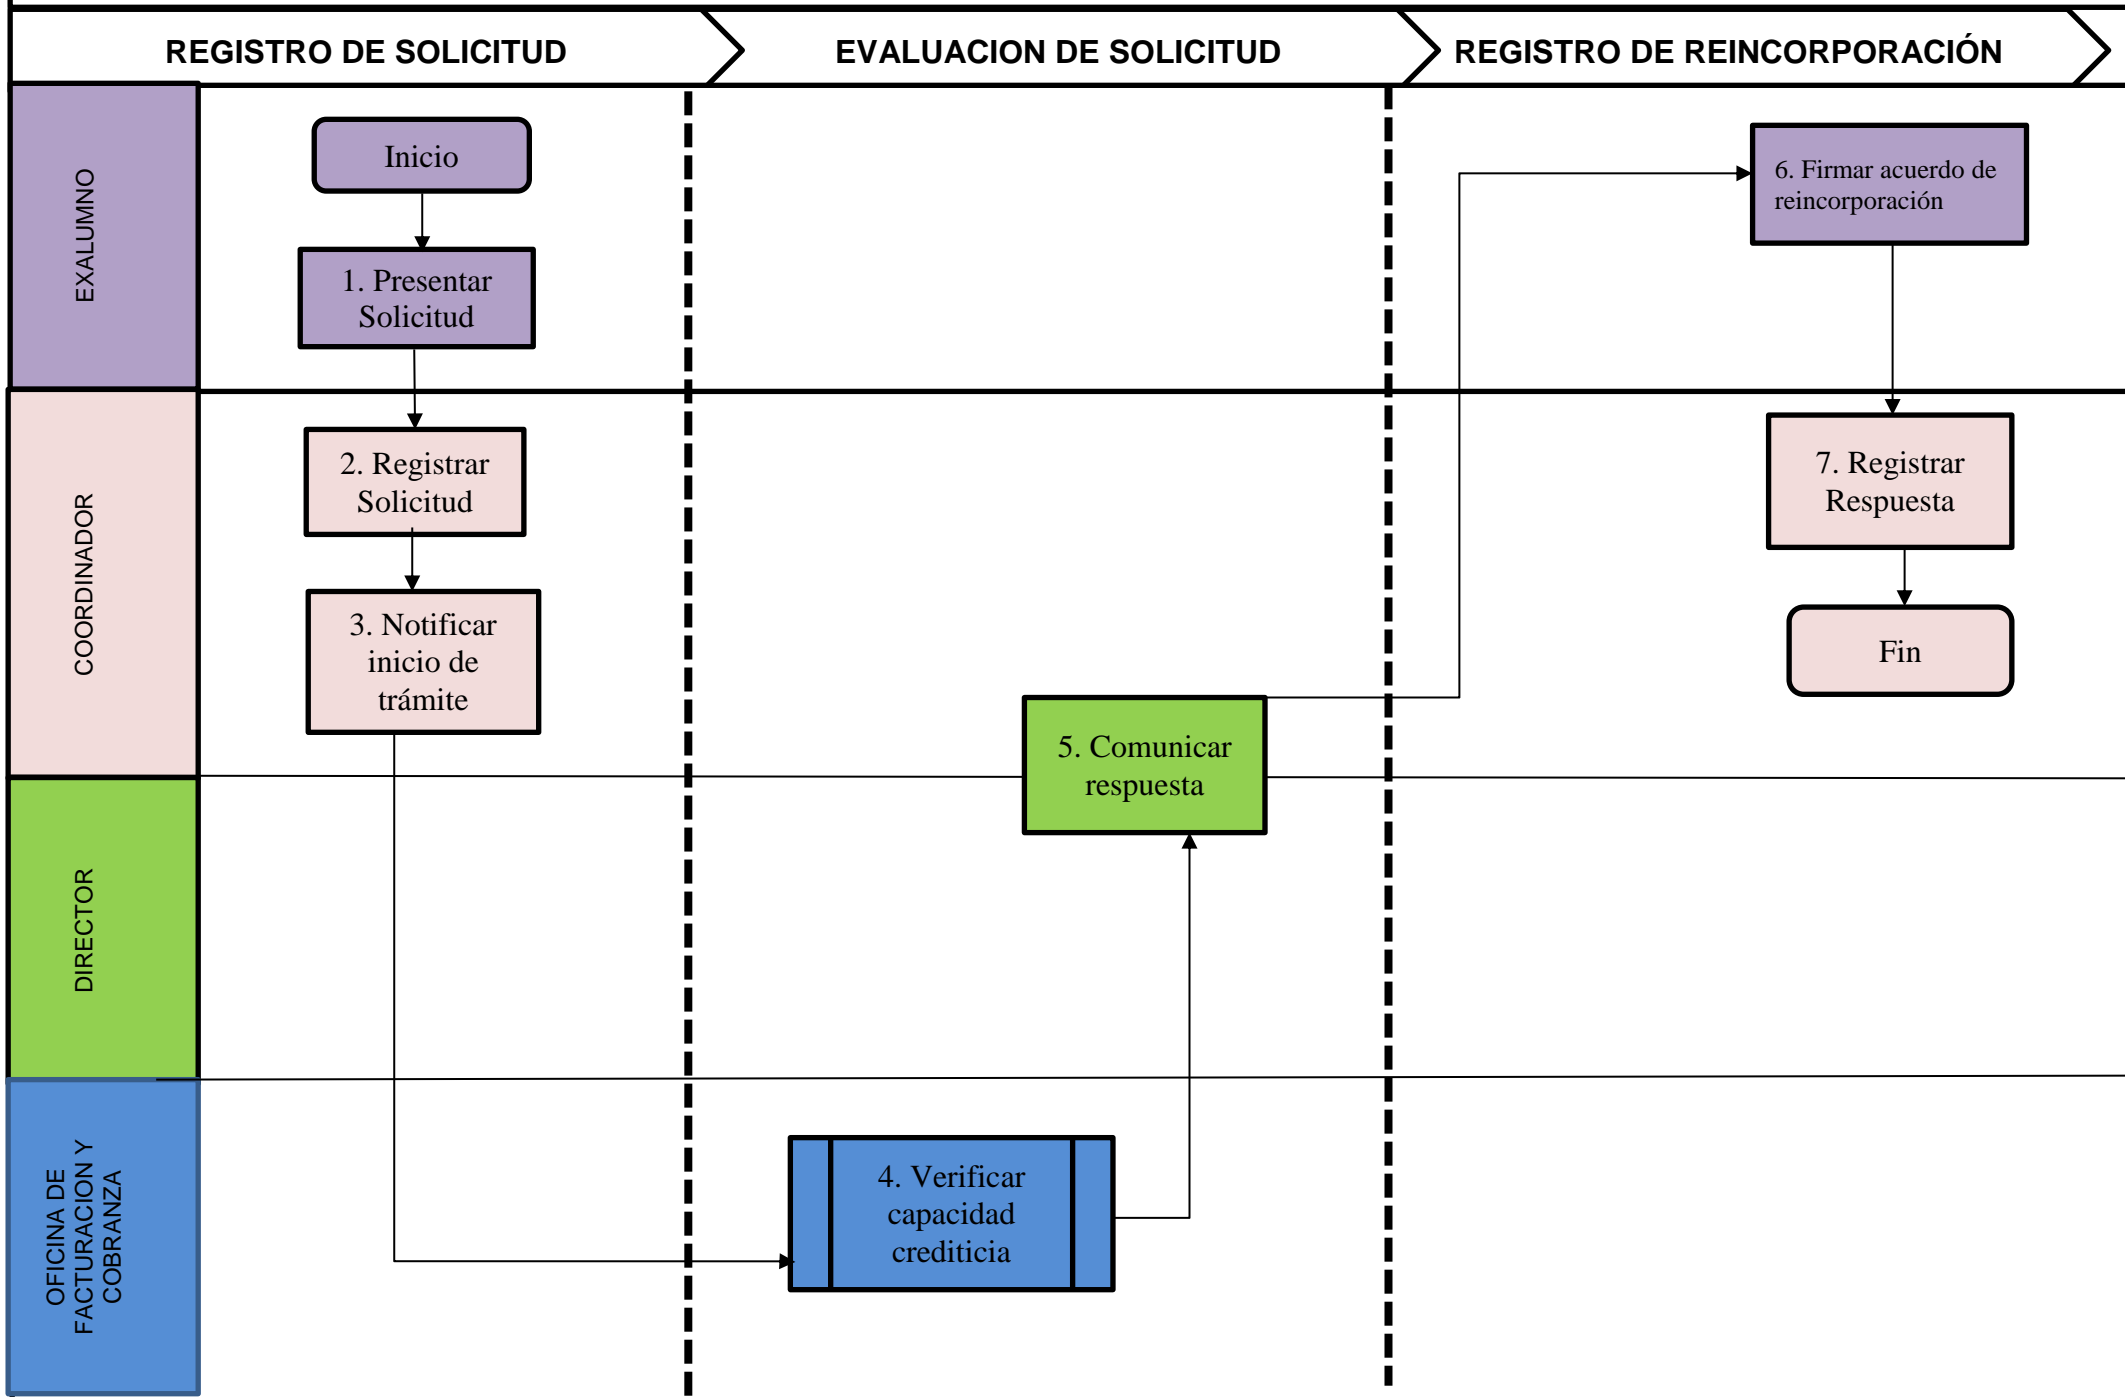 REGISTRO DE SOLICITUD
EVALUACION DE SOLICITUD
REGISTRO DE REINCORPORACIÓN
EXALUMNO
Inicio
1. Presentar
Solicitud
6. Firmar acuerdo de
reincorporación
COORDINADOR
2. Registrar
Solicitud
3. Notificar
inicio de
trámite
7. Registrar
Respuesta
Fin
5. Comunicar
respuesta
DIRECTOR
OFICINA DE
FACTURACION Y
COBRANZA
4. Verificar
capacidad
crediticia